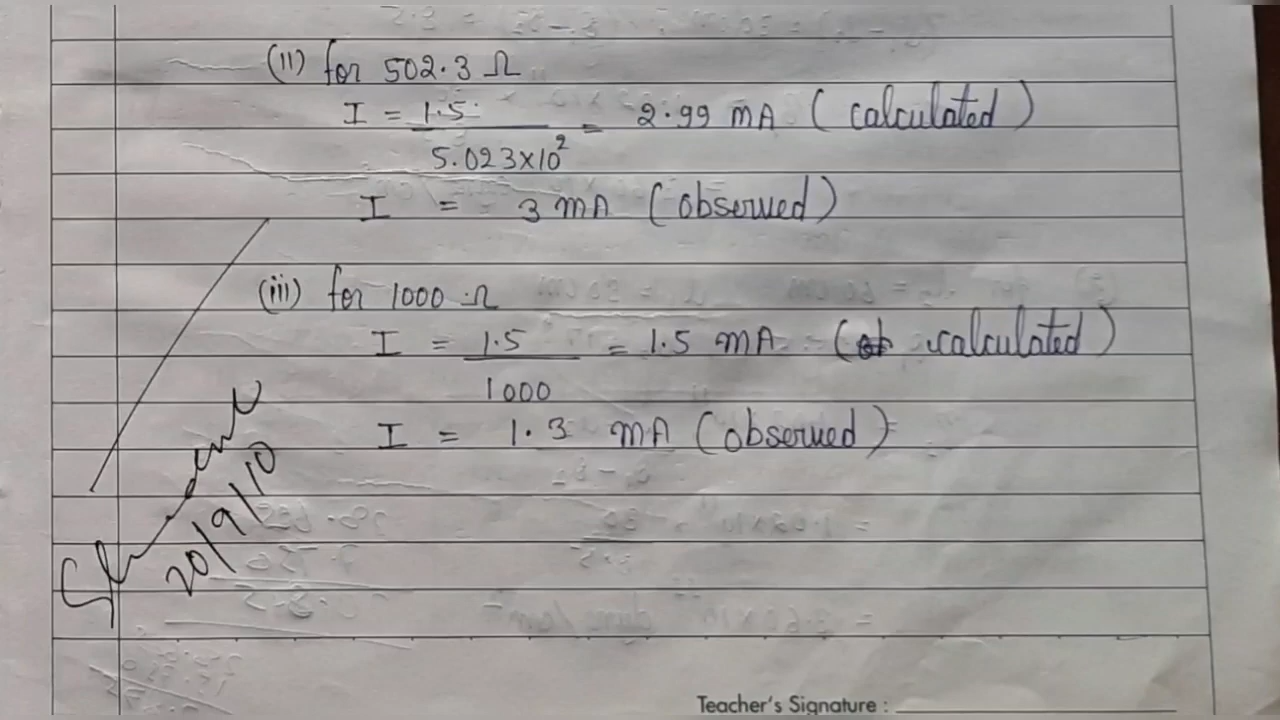 (ii) for 502.3 Ω
I = 1.5 / 5.023×10² = 2.99 mA (calculated)
I = 3 mA (observed)
(iii) for 1000 Ω
I = 1.5 / 1000 = 1.5 mA (calculated)
I = 1.3 mA (observed)
20/9/10
Teacher's Signature :